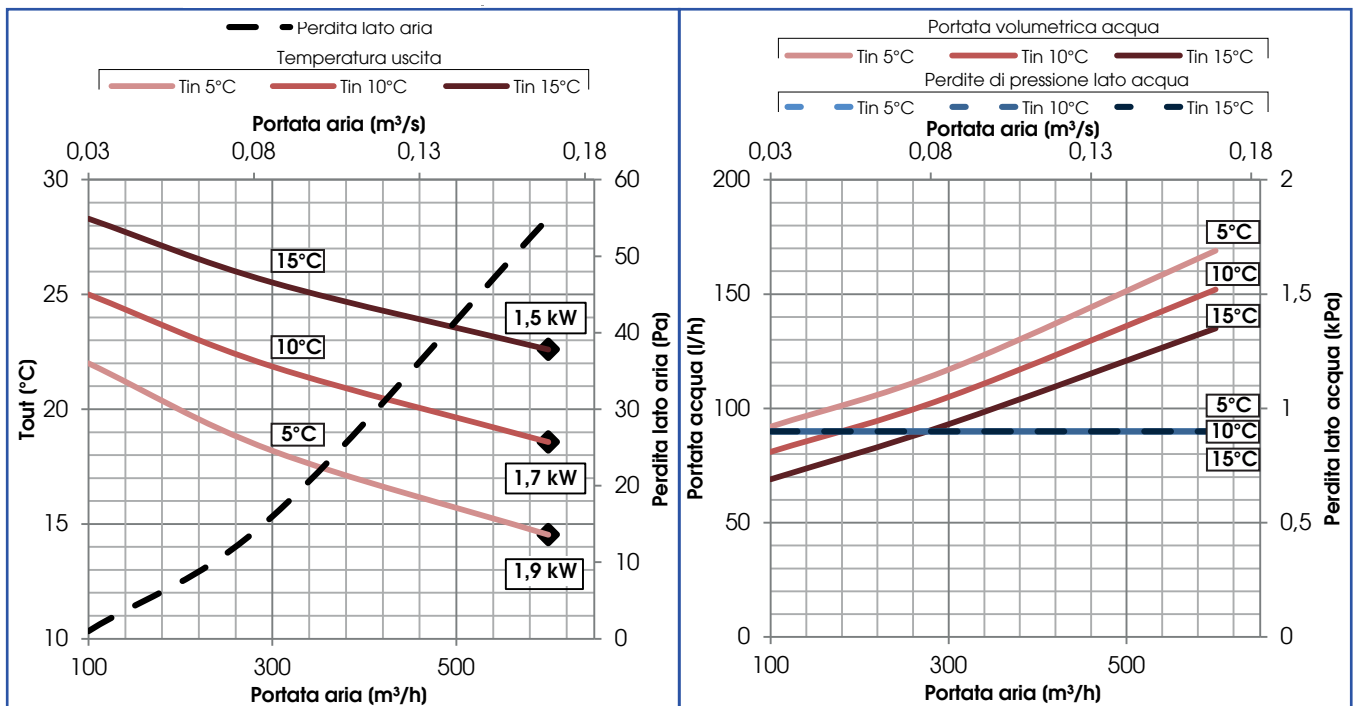 Perdita lato aria
Temperatura uscita
Tin 5°C
Tin 10°C
Tin 15°C
Portata aria (m³/s)
0,03
0,08
0,13
0,18
30
25
20
15
10
Tout (°C)
60
50
40
30
20
10
0
Perdita lato aria (Pa)
15°C
10°C
5°C
1,5 kW
1,7 kW
1,9 kW
100
300
500
Portata aria (m³/h)
Portata volumetrica acqua
Tin 5°C
Tin 10°C
Tin 15°C
Perdite di pressione lato acqua
Tin 5°C
Tin 10°C
Tin 15°C
Portata aria (m³/s)
0,03
0,08
0,13
0,18
200
150
100
50
0
Portata acqua (l/h)
2
1,5
1
0,5
0
Perdita lato acqua (kPa)
5°C
10°C
15°C
5°C
10°C
15°C
100
300
500
Portata aria (m³/h)